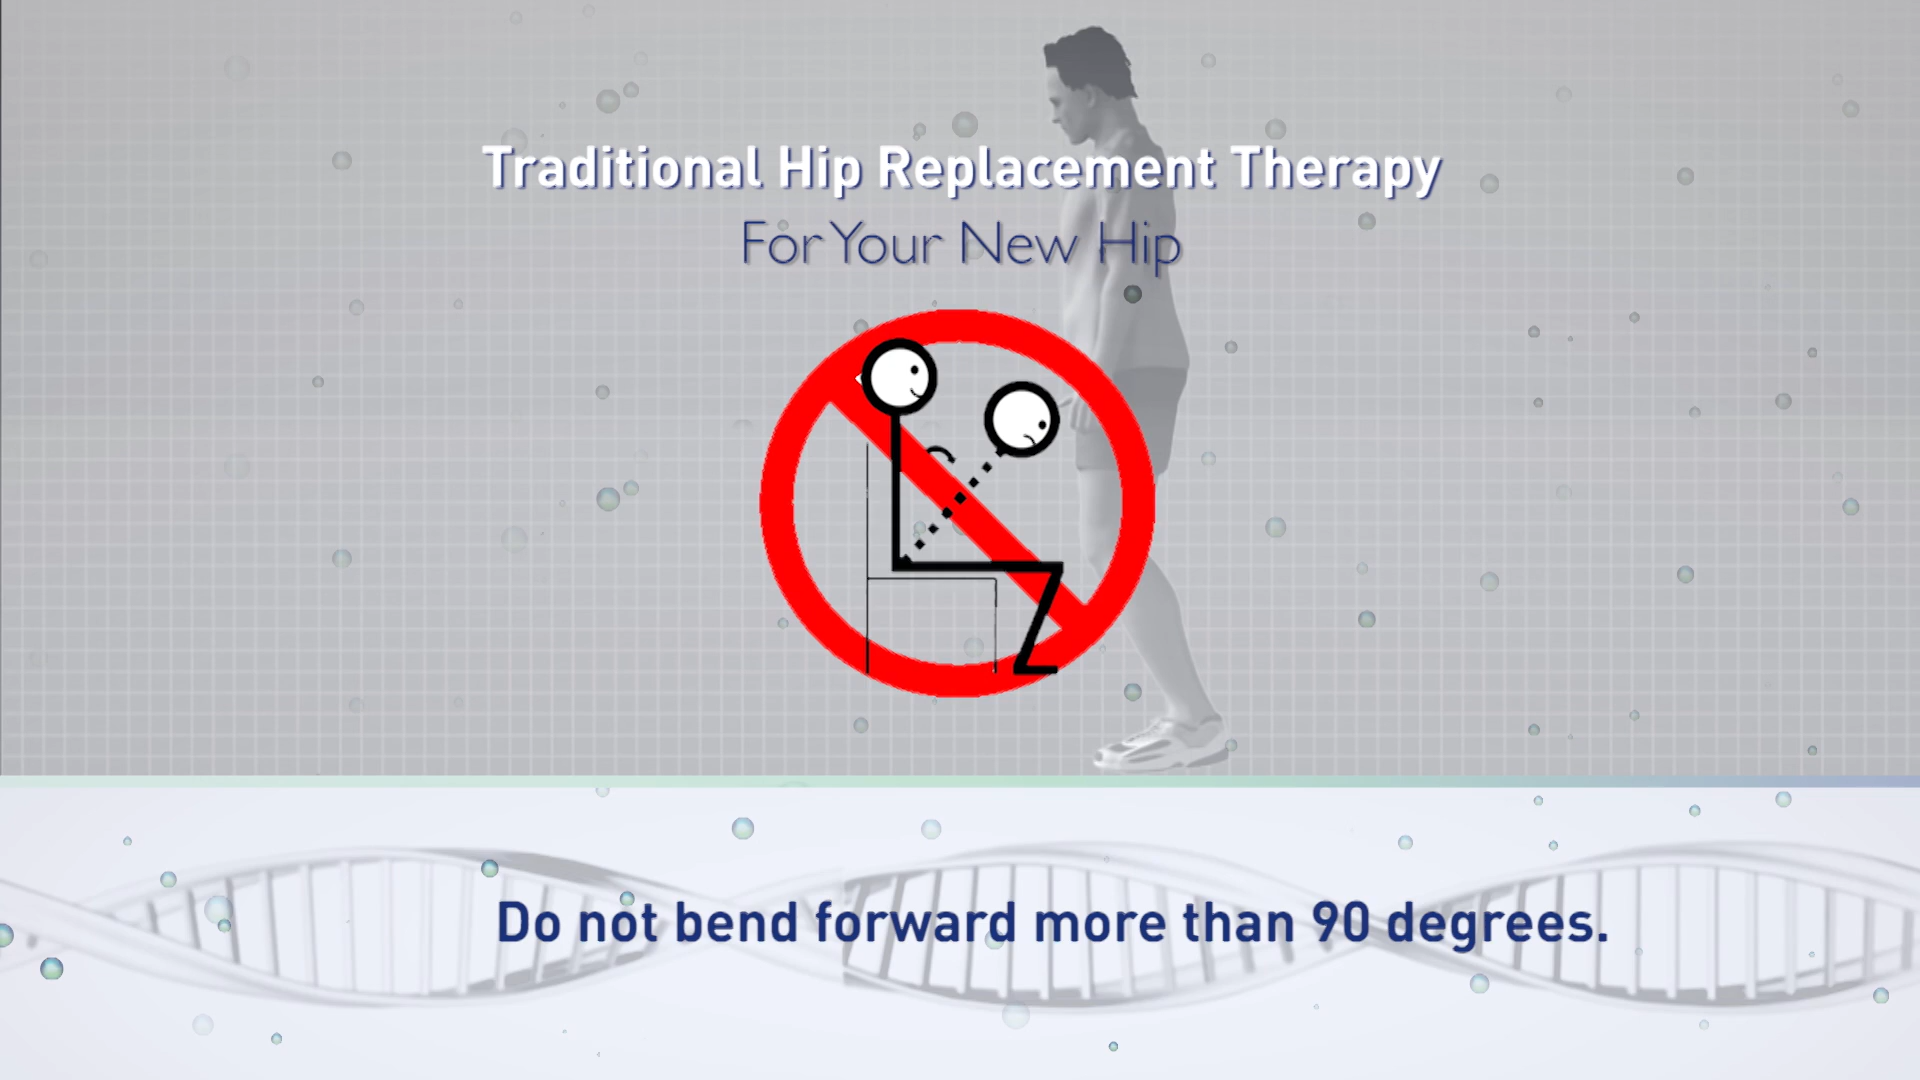 Traditional Hip Replacement Therapy
For Your New Hip
Do not bend forward more than 90 degrees.